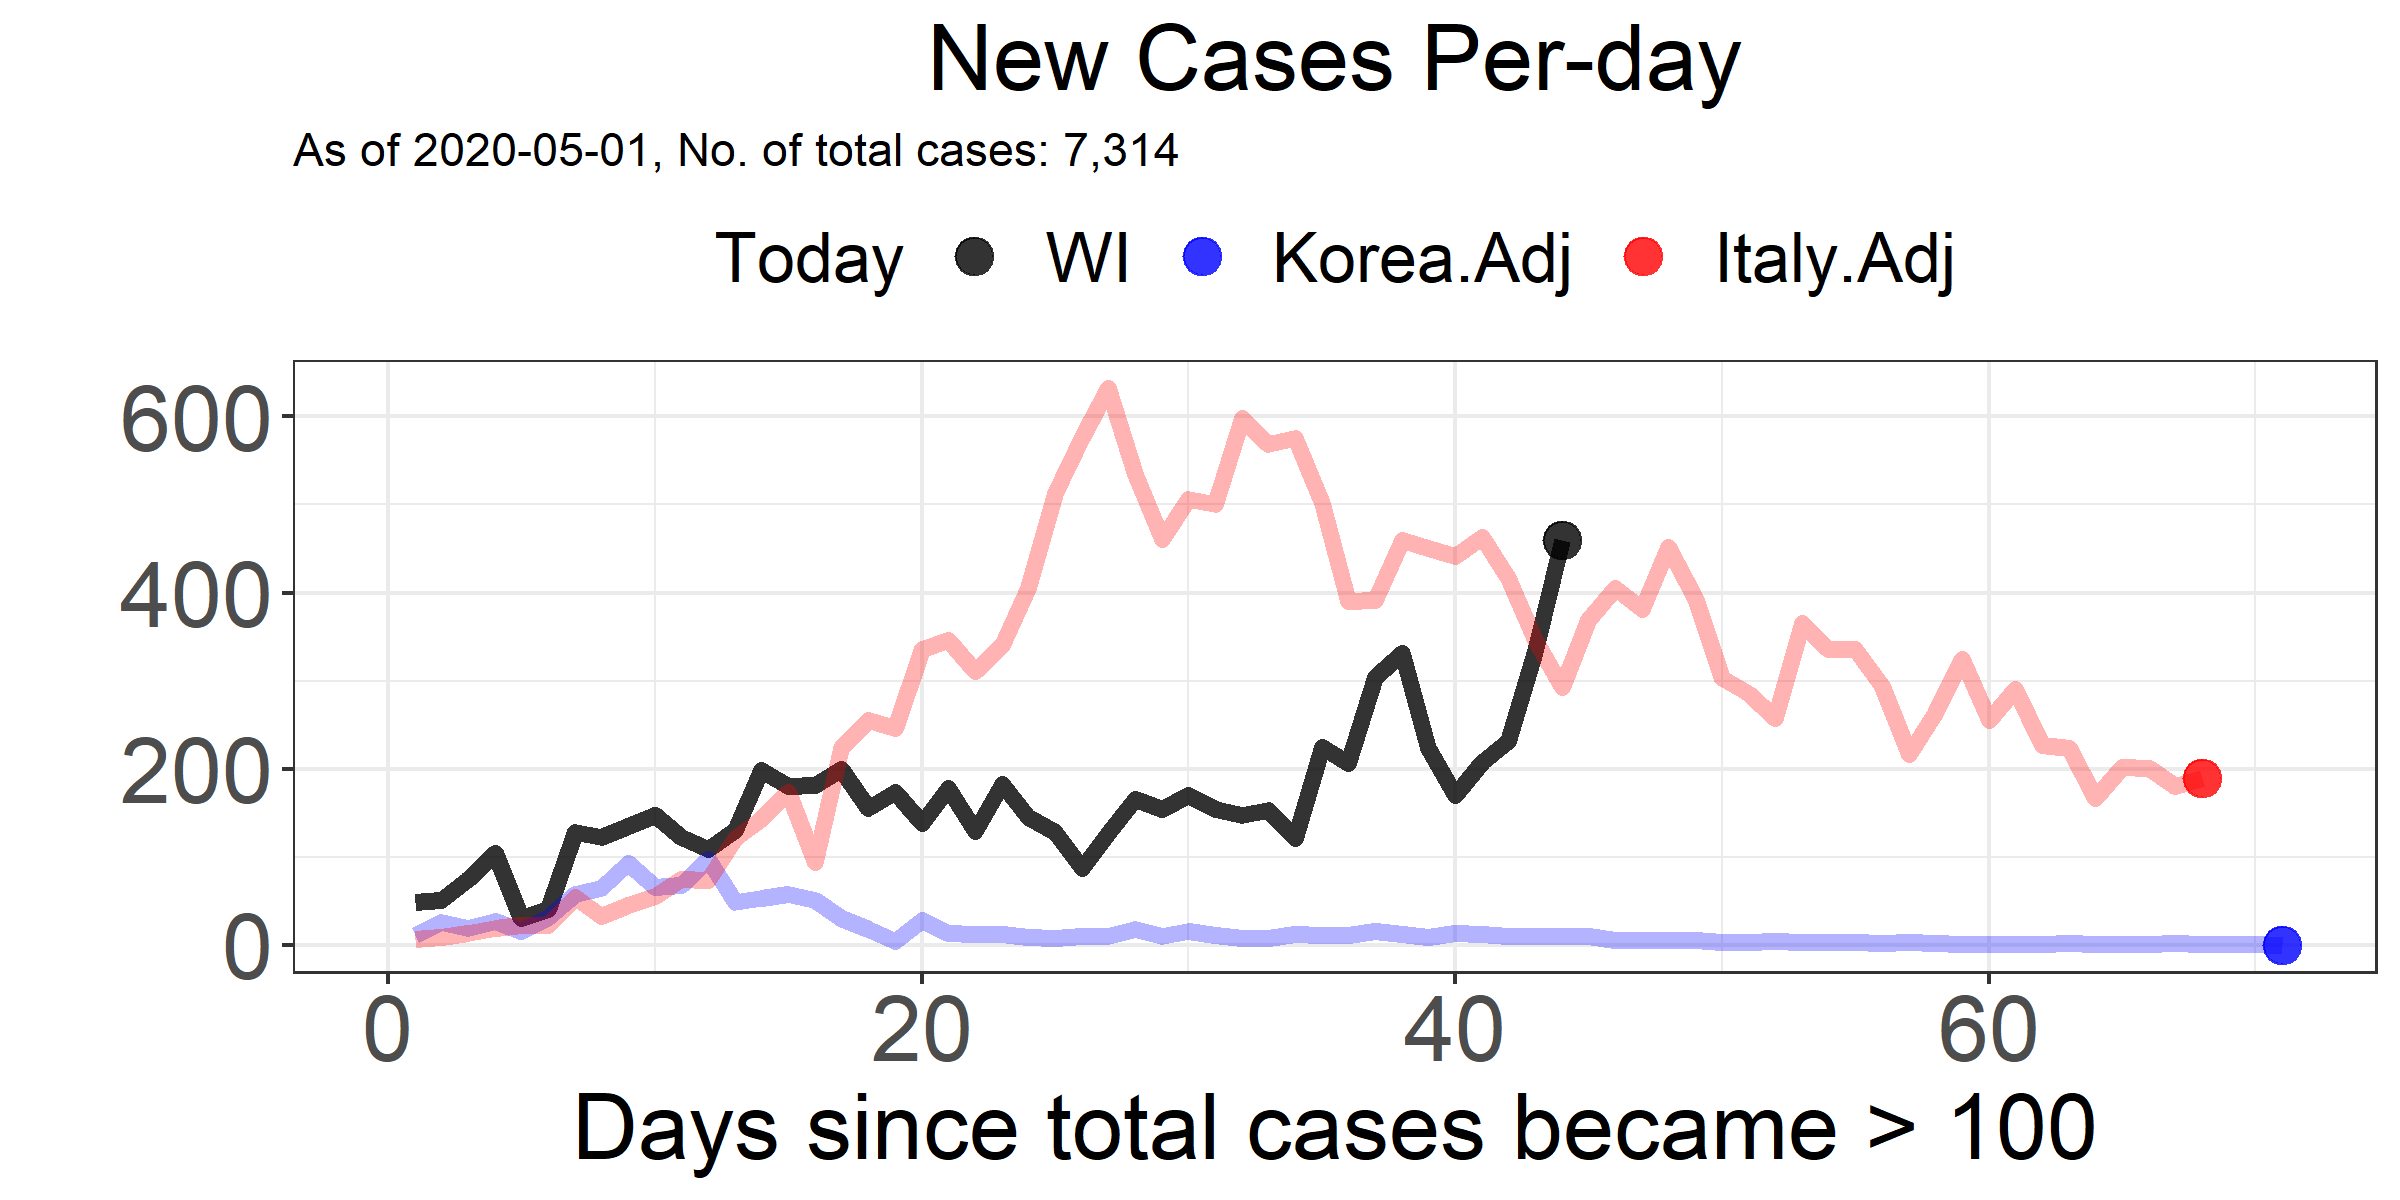 New Cases Per-day
As of 2020-05-01, No. of total cases: 7,314
Today WI Korea.Adj Italy.Adj
600
400
200
0
0 20 40 60
Days since total cases became > 100